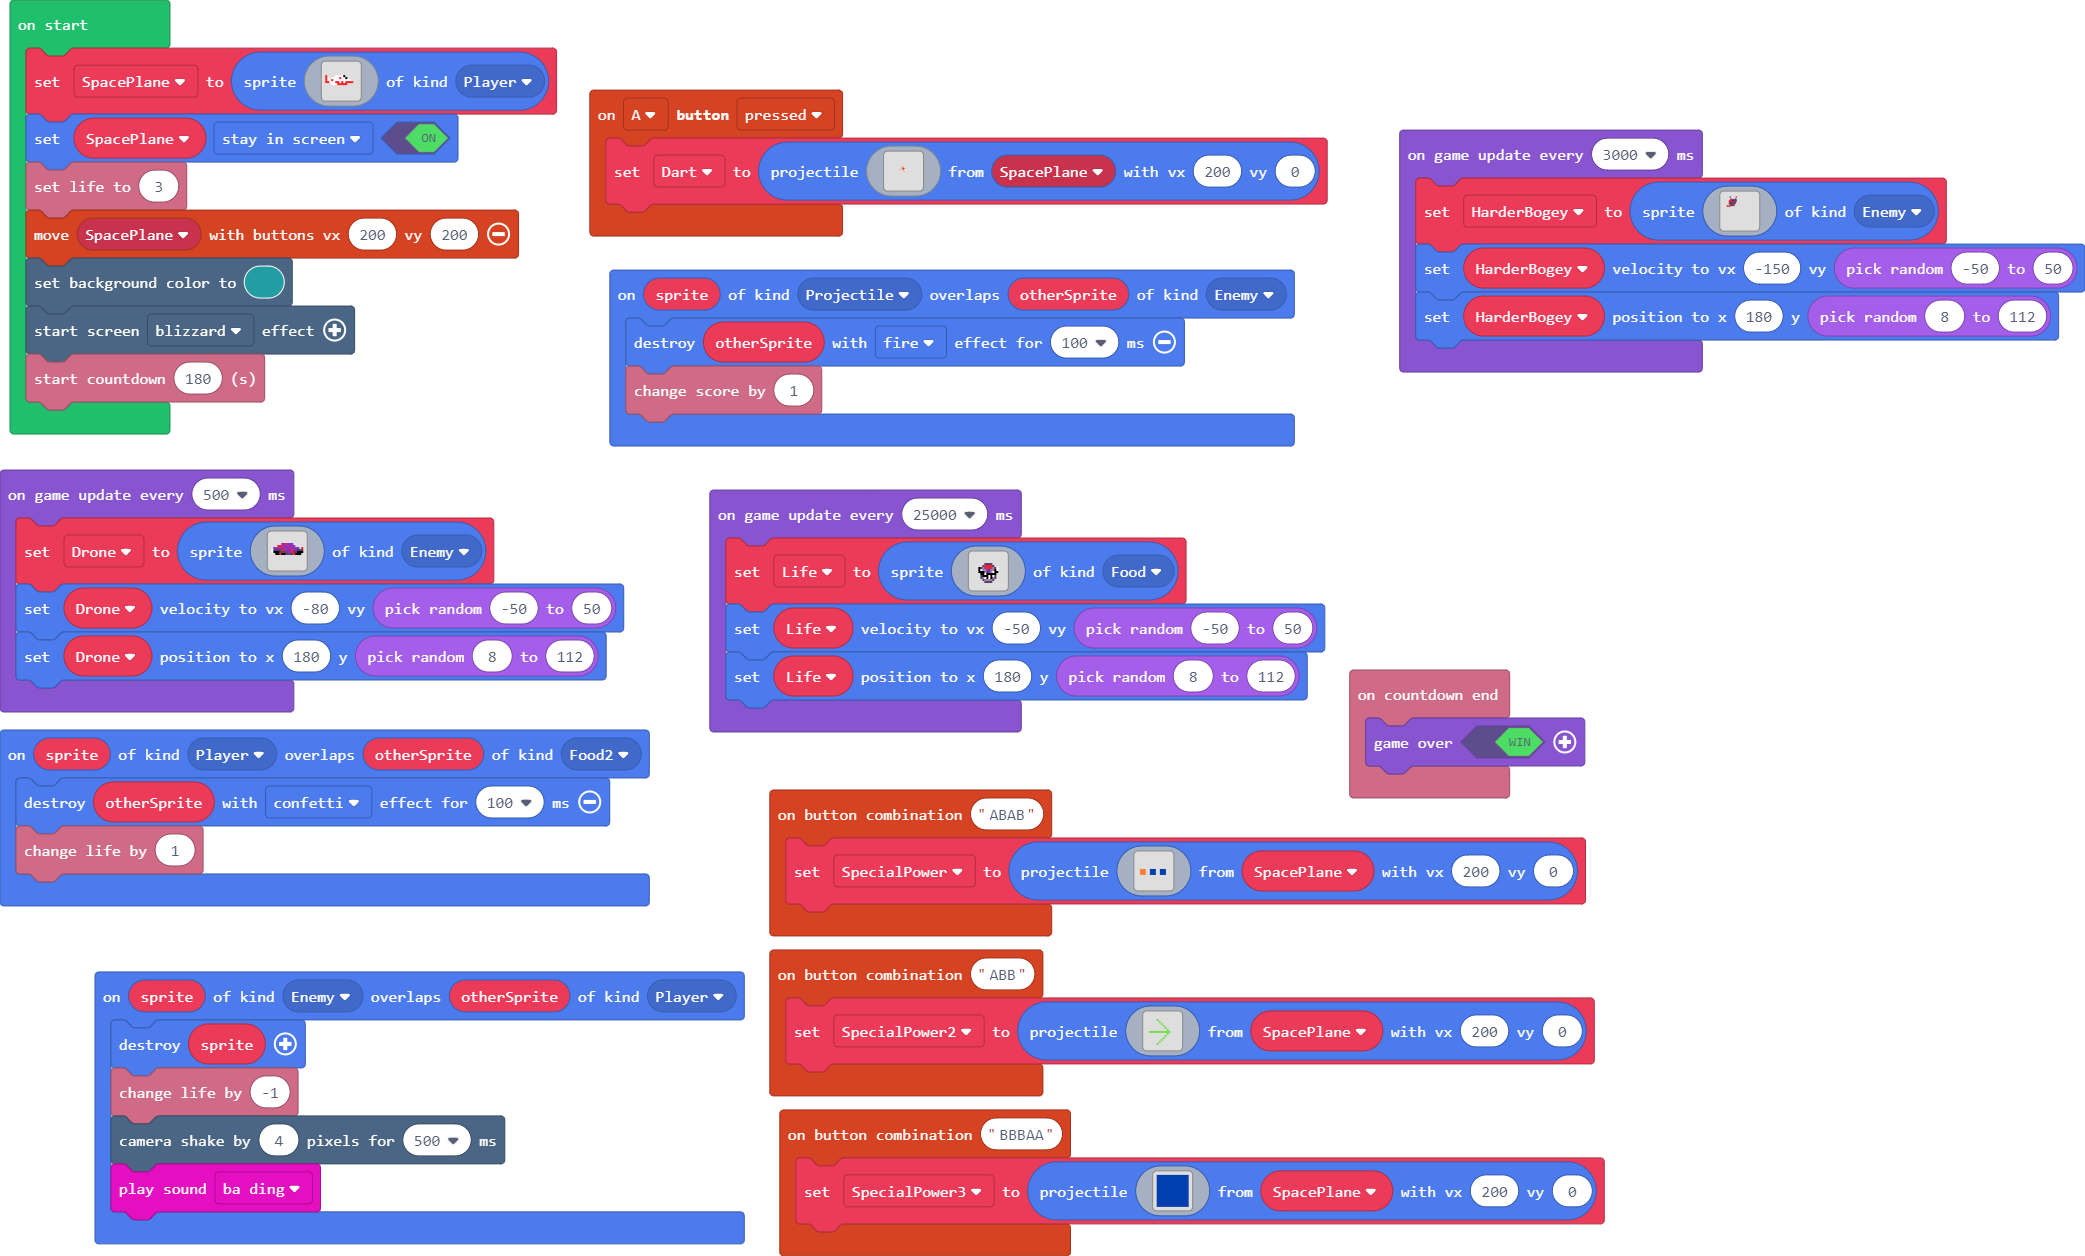 on start
set SpacePlane to sprite of kind Player
set SpacePlane stay in screen ON
set life to 3
move SpacePlane with buttons vx 200 vy 200
set background color to
start screen blizzard effect
start countdown 180 (s)
on A button pressed
set Dart to projectile from SpacePlane with vx 200 vy 0
on sprite of kind Projectile overlaps otherSprite of kind Enemy
destroy otherSprite with fire effect for 100 ms
change score by 1
on game update every 3000 ms
set HarderBogey to sprite of kind Enemy
set HarderBogey velocity to vx -150 vy pick random -50 to 50
set HarderBogey position to x 180 y pick random 8 to 112
on game update every 500 ms
set Drone to sprite of kind Enemy
set Drone velocity to vx -80 vy pick random -50 to 50
set Drone position to x 180 y pick random 8 to 112
on game update every 25000 ms
set Life to sprite of kind Food
set Life velocity to vx -50 vy pick random -50 to 50
set Life position to x 180 y pick random 8 to 112
on countdown end
game over WIN
on sprite of kind Player overlaps otherSprite of kind Food2
destroy otherSprite with confetti effect for 100 ms
change life by 1
on button combination "ABAB"
set SpecialPower to projectile from SpacePlane with vx 200 vy 0
on button combination "ABB"
set SpecialPower2 to projectile from SpacePlane with vx 200 vy 0
on button combination "BBBAA"
set SpecialPower3 to projectile from SpacePlane with vx 200 vy 0
on sprite of kind Enemy overlaps otherSprite of kind Player
destroy sprite
change life by -1
camera shake by 4 pixels for 500 ms
play sound ba ding